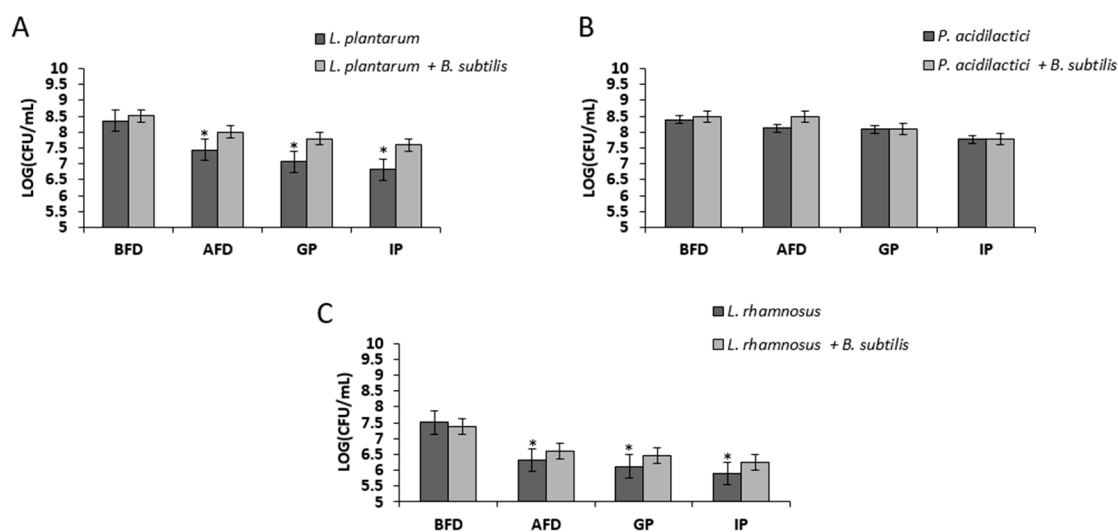 A
L. plantarum
L. plantarum + B. subtilis
LOG(CFU/mL)
10
9.5
9
8.5
8
7.5
7
6.5
6
5.5
5
*
*
*
BFD AFD GP IP
B
P. acidilactici
P. acidilactici + B. subtilis
LOG(CFU/mL)
10
9.5
9
8.5
8
7.5
7
6.5
6
5.5
5
BFD AFD GP IP
C
L. rhamnosus
L. rhamnosus + B. subtilis
LOG(CFU/mL)
10
9.5
9
8.5
8
7.5
7
6.5
6
5.5
5
*
*
*
BFD AFD GP IP